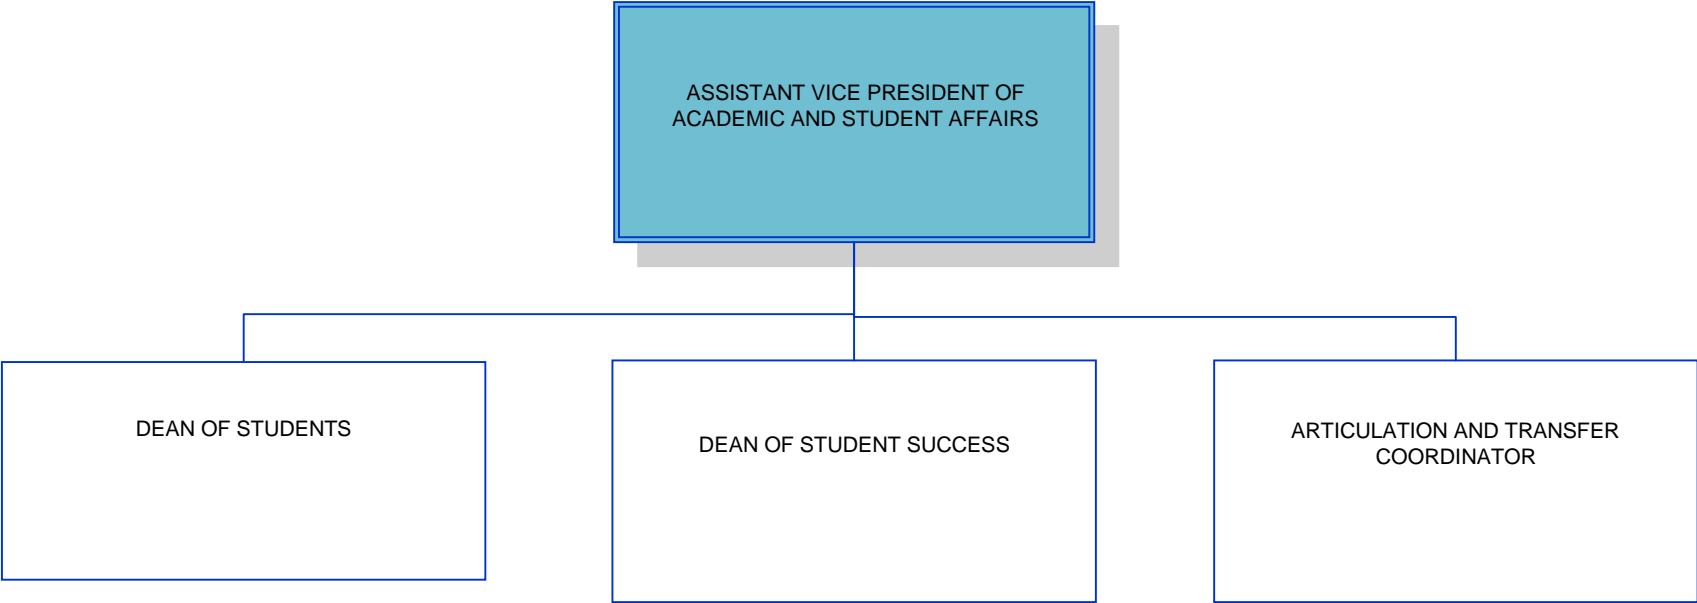 ASSISTANT VICE PRESIDENT OF
ACADEMIC AND STUDENT AFFAIRS
DEAN OF STUDENTS
DEAN OF STUDENT SUCCESS
ARTICULATION AND TRANSFER
COORDINATOR